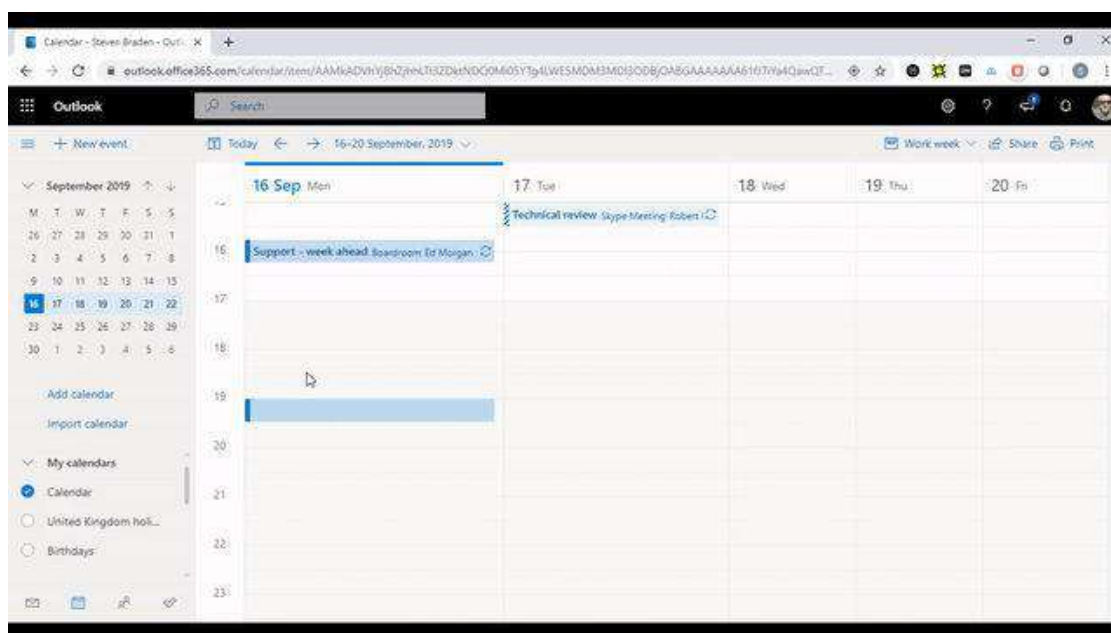 Calendar - Steven Braden - Outl
Outlook
Search
New event
Today
16–20 September, 2019
Work week
Share
Print
September 2019
M T W T F S S
26 27 28 29 30 31 1
2 3 4 5 6 7 8
9 10 11 12 13 14 15
16 17 18 19 20 21 22
23 24 25 26 27 28 29
30 1 2 3 4 5 6
Add calendar
Import calendar
My calendars
Calendar
United Kingdom holi...
Birthdays
16 Sep Mon
17 Tue
18 Wed
19 Thu
20 Fri
Technical review Skype Meeting Robert
16
Support - week ahead Boardroom Ed Morgan
17
18
19
20
21
22
23